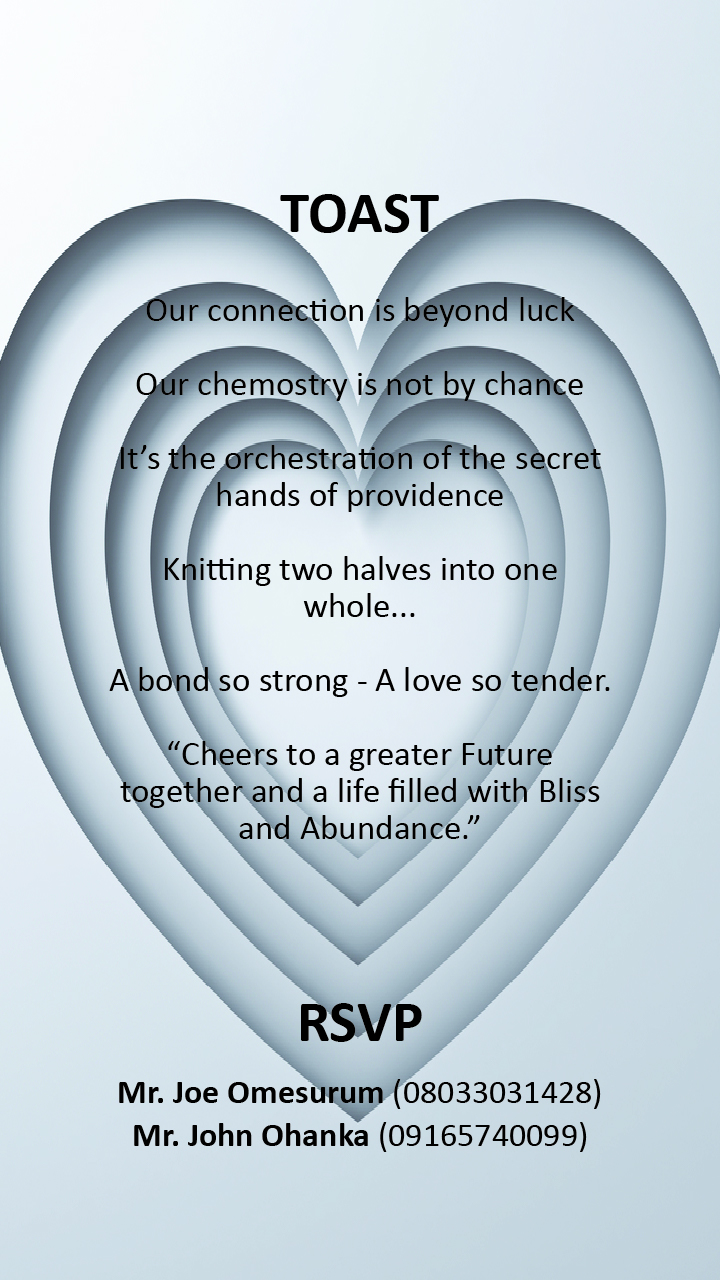 TOAST
Our connection is beyond luck
Our chemostry is not by chance
It’s the orchestration of the secret
hands of providence
Knitting two halves into one
whole...
A bond so strong - A love so tender.
“Cheers to a greater Future
together and a life filled with Bliss
and Abundance.”
RSVP
Mr. Joe Omesurum (08033031428)
Mr. John Ohanka (09165740099)